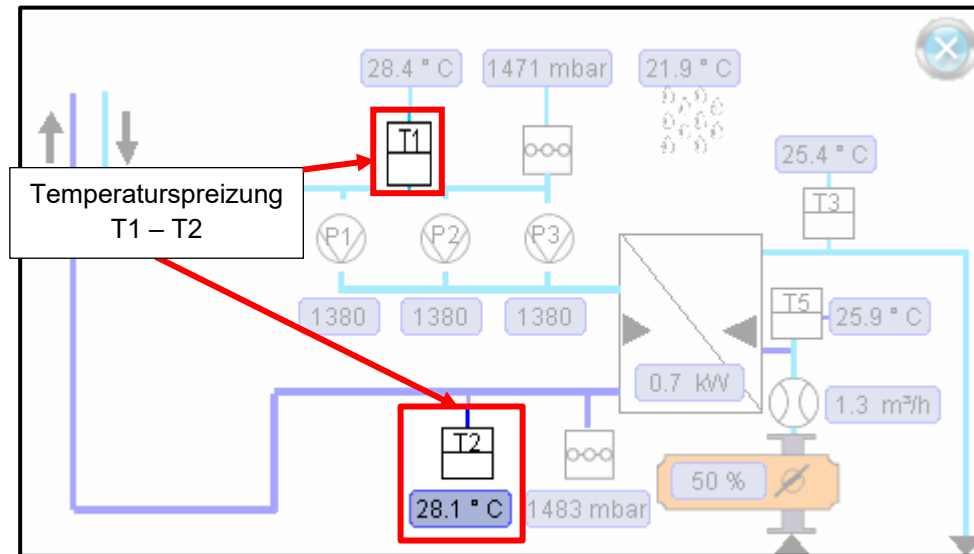 28.4 ° C
1471 mbar
21.9 ° C
T1
25.4 ° C
Temperaturspreizung
T1 – T2
T3
P1
P2
P3
1380
1380
1380
T5
25.9 ° C
0.7 kW
1.3 m³/h
T2
50 %
28.1 ° C
1483 mbar